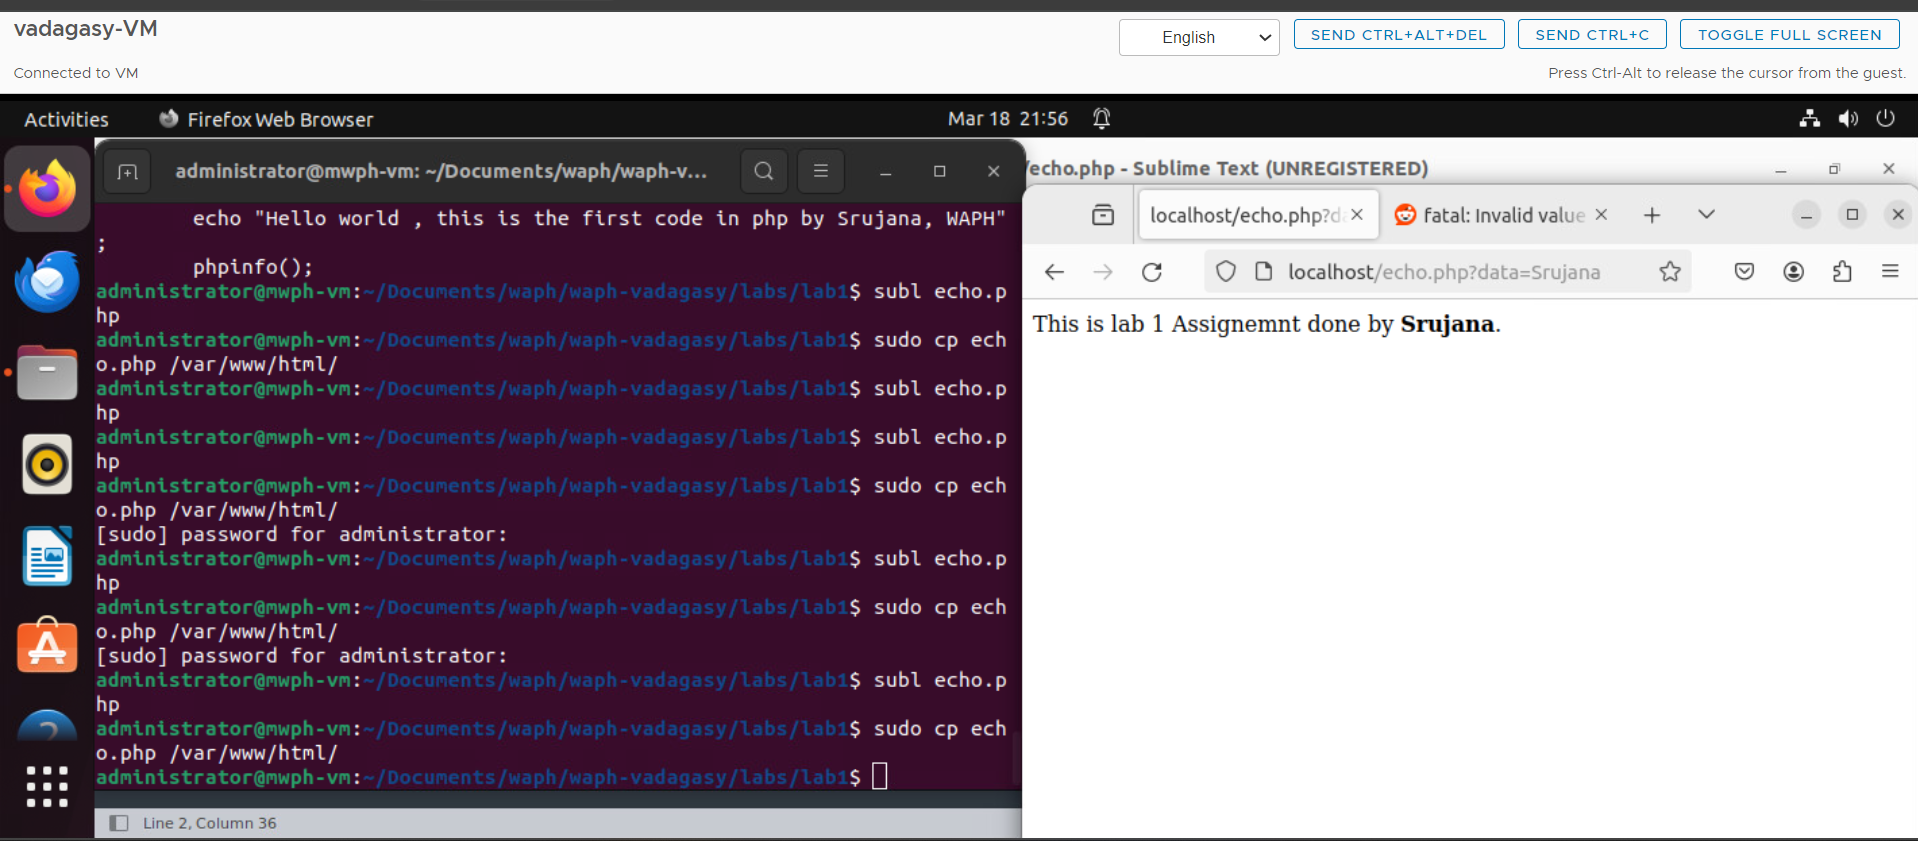 vadagasy-VM
English
SEND CTRL+ALT+DEL
SEND CTRL+C
TOGGLE FULL SCREEN
Connected to VM
Press Ctrl-Alt to release the cursor from the guest.
Activities
Firefox Web Browser
Mar 18 21:56
administrator@mwph-vm: ~/Documents/waph/waph-v...
/echo.php - Sublime Text (UNREGISTERED)
echo "Hello world , this is the first code in php by Srujana, WAPH"
;
phpinfo();
administrator@mwph-vm:~/Documents/waph/waph-vadagasy/labs/lab1$ subl echo.p
hp
administrator@mwph-vm:~/Documents/waph/waph-vadagasy/labs/lab1$ sudo cp ech
o.php /var/www/html/
administrator@mwph-vm:~/Documents/waph/waph-vadagasy/labs/lab1$ subl echo.p
hp
administrator@mwph-vm:~/Documents/waph/waph-vadagasy/labs/lab1$ subl echo.p
hp
administrator@mwph-vm:~/Documents/waph/waph-vadagasy/labs/lab1$ sudo cp ech
o.php /var/www/html/
[sudo] password for administrator:
administrator@mwph-vm:~/Documents/waph/waph-vadagasy/labs/lab1$ subl echo.p
hp
administrator@mwph-vm:~/Documents/waph/waph-vadagasy/labs/lab1$ sudo cp ech
o.php /var/www/html/
[sudo] password for administrator:
administrator@mwph-vm:~/Documents/waph/waph-vadagasy/labs/lab1$ subl echo.p
hp
administrator@mwph-vm:~/Documents/waph/waph-vadagasy/labs/lab1$ sudo cp ech
o.php /var/www/html/
administrator@mwph-vm:~/Documents/waph/waph-vadagasy/labs/lab1$
Line 2, Column 36
localhost/echo.php?da
fatal: Invalid value
localhost/echo.php?data=Srujana
This is lab 1 Assignemnt done by Srujana.